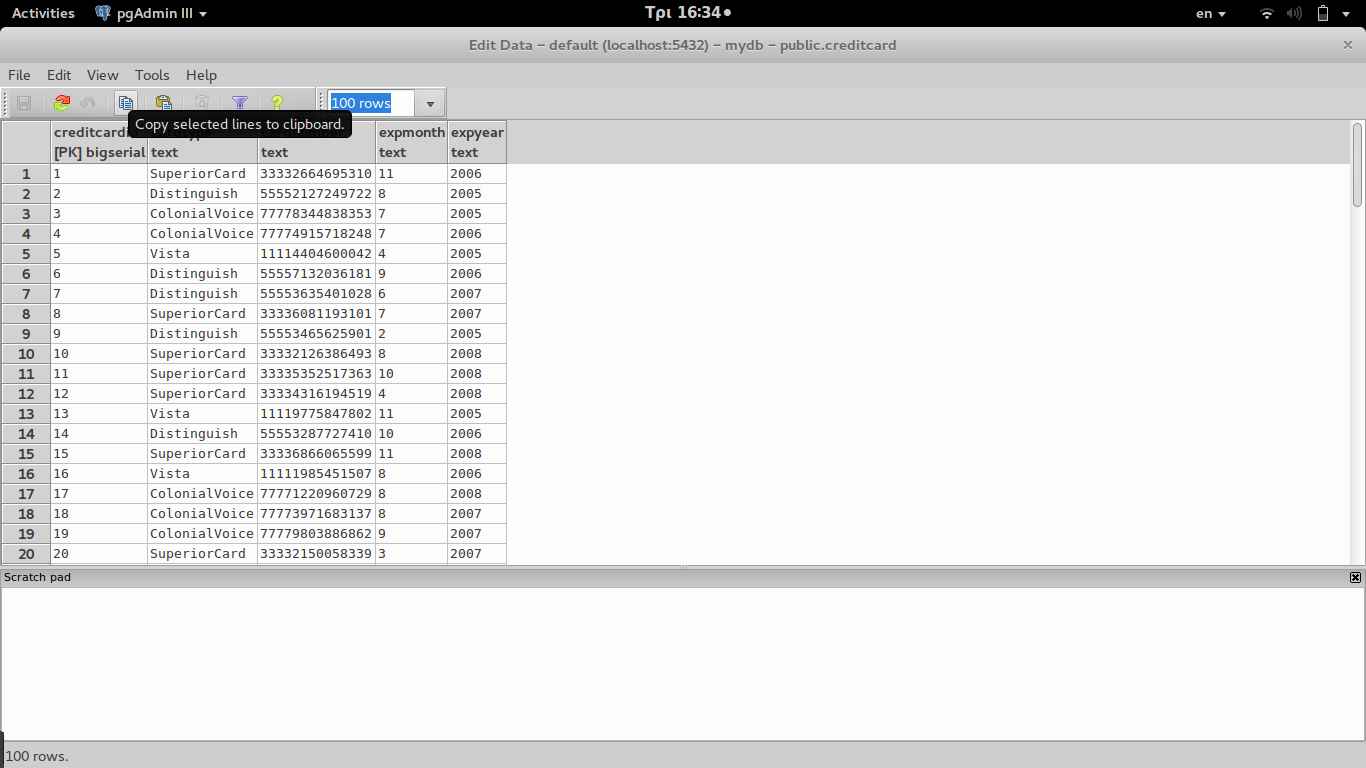 Activities pgAdmin III Τρι 16:34 en
Edit Data – default (localhost:5432) – mydb – public.creditcard
File Edit View Tools Help
100 rows
Copy selected lines to clipboard.
expmonth expyear
[PK] bigserial text text text text
1 1 SuperiorCard 33332664695310 11 2006
2 2 Distinguish 55552127249722 8 2005
3 3 ColonialVoice 77778344838353 7 2005
4 4 ColonialVoice 77774915718248 7 2006
5 5 Vista 11114404600042 4 2005
6 6 Distinguish 55557132036181 9 2006
7 7 Distinguish 55553635401028 6 2007
8 8 SuperiorCard 33336081193101 7 2007
9 9 Distinguish 55553465625901 2 2005
10 10 SuperiorCard 33332126386493 8 2008
11 11 SuperiorCard 33335352517363 10 2008
12 12 SuperiorCard 33334316194519 4 2008
13 13 Vista 11119775847802 11 2005
14 14 Distinguish 55553287727410 10 2006
15 15 SuperiorCard 33336866065599 11 2008
16 16 Vista 11111985451507 8 2006
17 17 ColonialVoice 77771220960729 8 2008
18 18 ColonialVoice 77773971683137 8 2007
19 19 ColonialVoice 77779803886862 9 2007
20 20 SuperiorCard 33332150058339 3 2007
Scratch pad
100 rows.